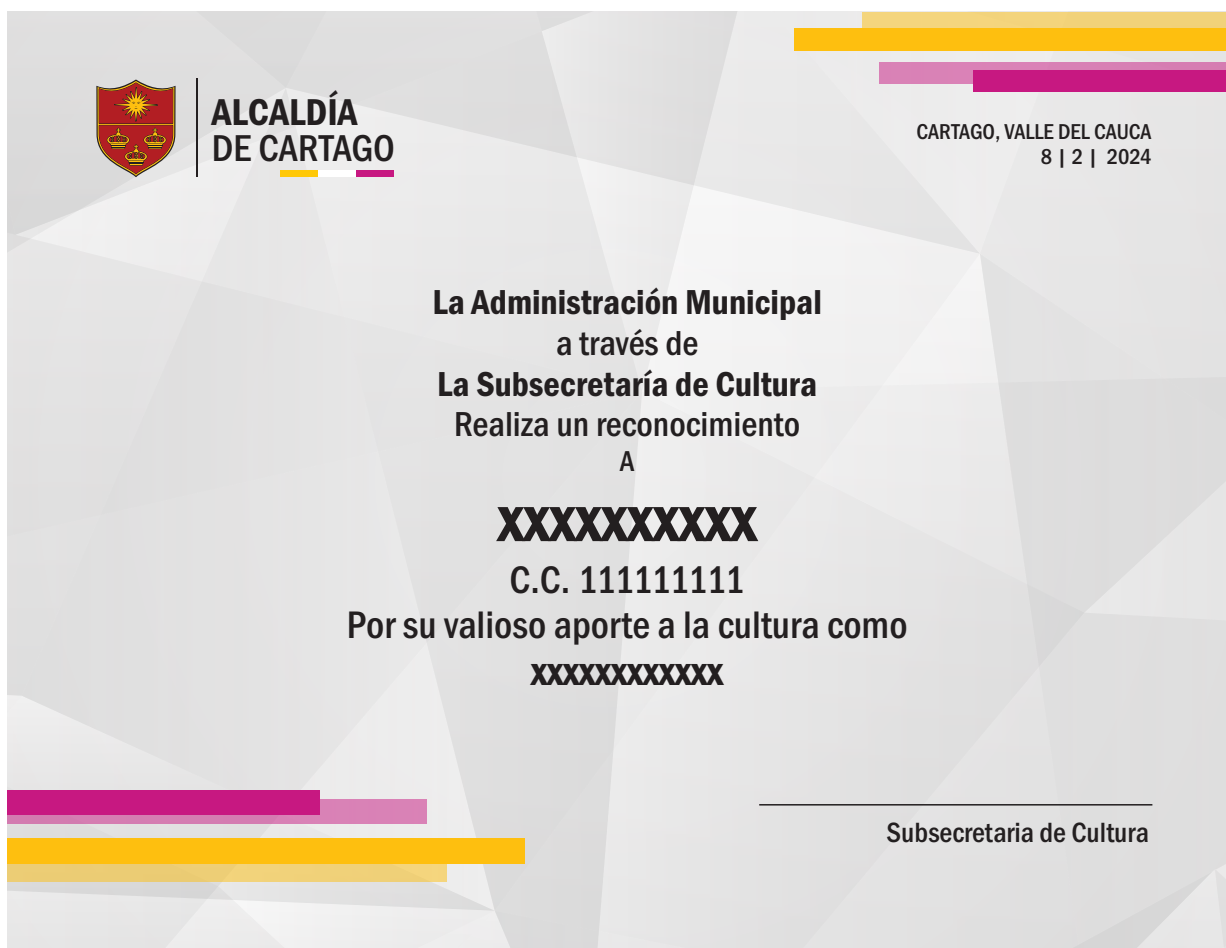 ALCALDÍA
DE CARTAGO
CARTAGO, VALLE DEL CAUCA
8 | 2 | 2024
La Administración Municipal
a través de
La Subsecretaría de Cultura
Realiza un reconocimiento
A
XXXXXXXXXX
C.C. 111111111
Por su valioso aporte a la cultura como
XXXXXXXXXXXX
Subsecretaria de Cultura